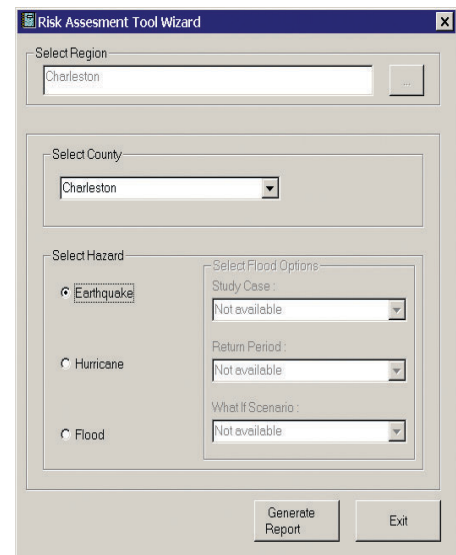 Risk Assesment Tool Wizard
Select Region
Charleston
...
Select County
Charleston
Select Hazard
Earthquake
Hurricane
Flood
Select Flood Options
Study Case :
Not available
Return Period :
Not available
What If Scenario :
Not available
Generate
Report
Exit